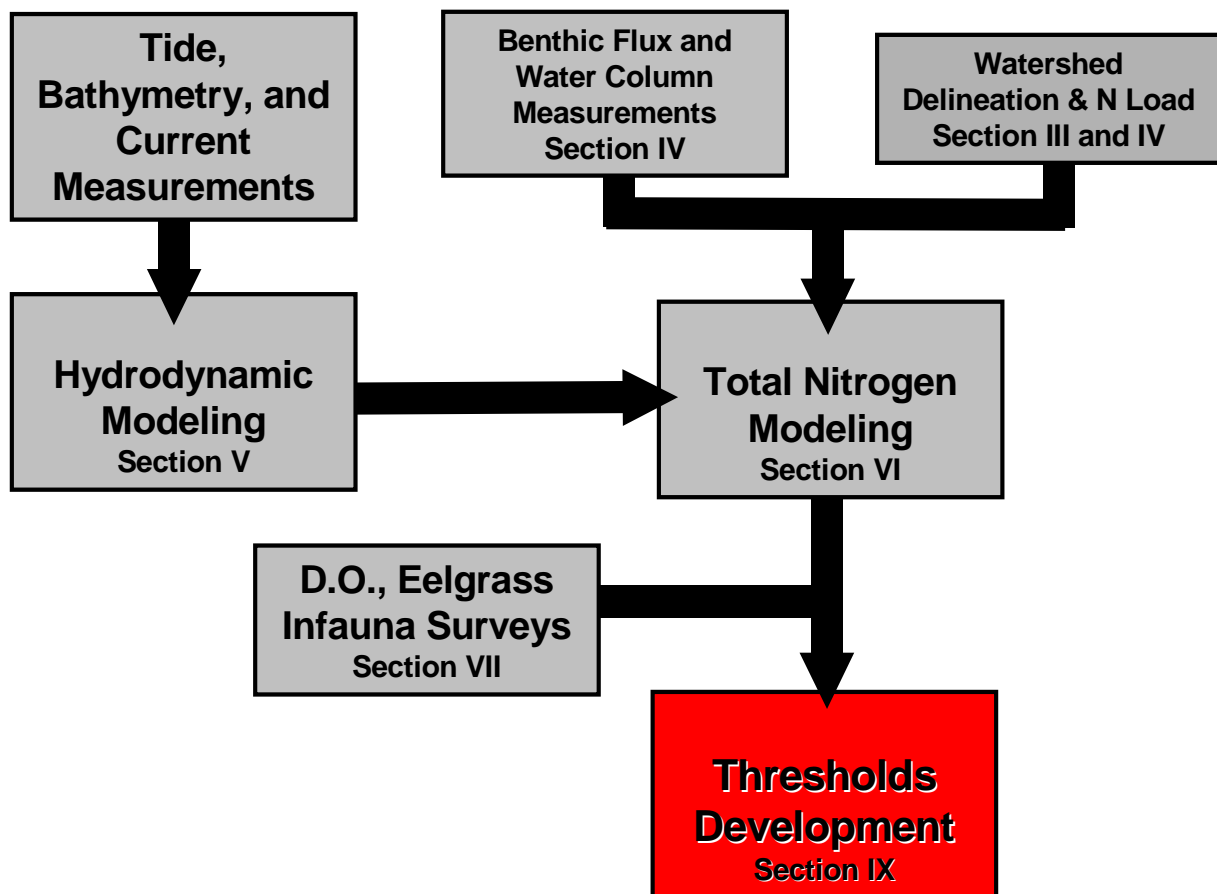 Tide,
Bathymetry, and
Current
Measurements
Benthic Flux and
Water Column
Measurements
Section IV
Watershed
Delineation & N Load
Section III and IV
Hydrodynamic
Modeling
Section V
Total Nitrogen
Modeling
Section VI
D.O., Eelgrass
Infauna Surveys
Section VII
Thresholds
Development
Section IX